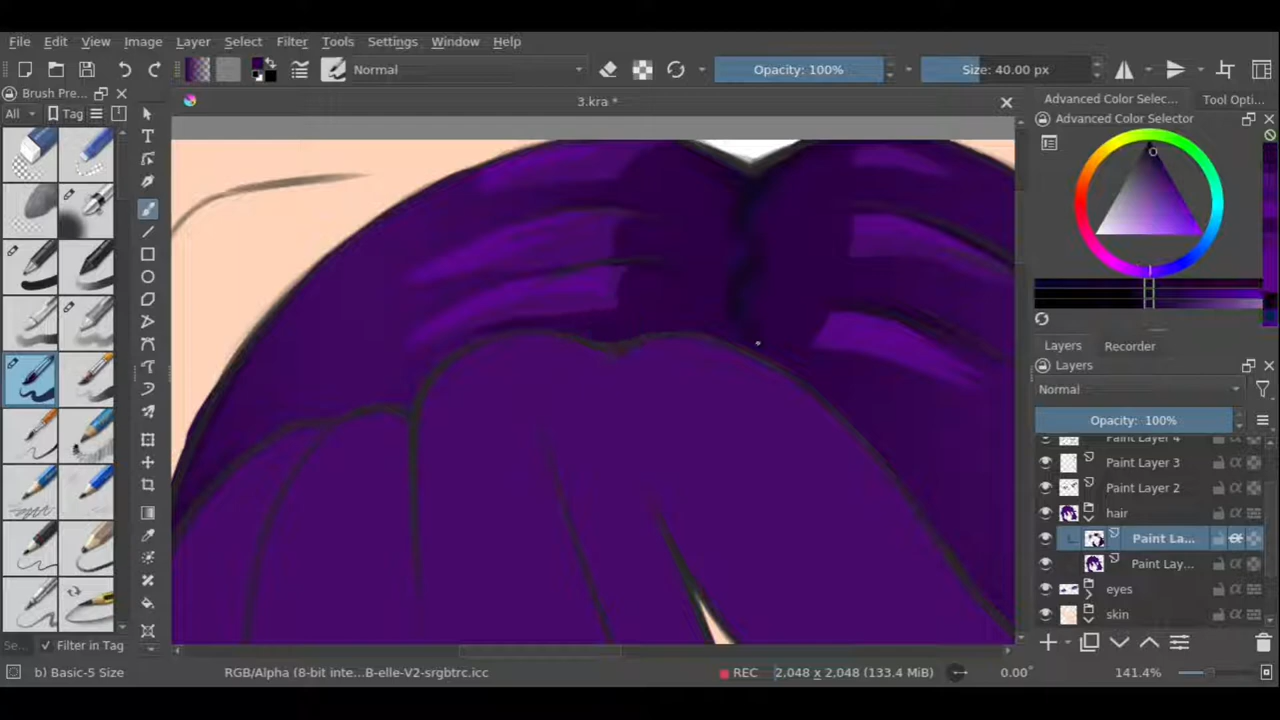 File Edit View Image Layer Select Filter Tools Settings Window Help
Normal Opacity: 100% Size: 40.00 px
Brush Pre...
All Tag
3.kra *
Advanced Color Selec... Tool Opti...
Advanced Color Selector
Layers Recorder
Layers
Normal
Opacity: 100%
Paint Layer 4
Paint Layer 3
Paint Layer 2
hair
Paint La...
Paint Lay...
eyes
skin
Se... Filter in Tag
b) Basic-5 Size RGB/Alpha (8-bit inte...B-elle-V2-srgbtrc.icc REC 2,048 x 2,048 (133.4 MiB) 0.00° 141.4%